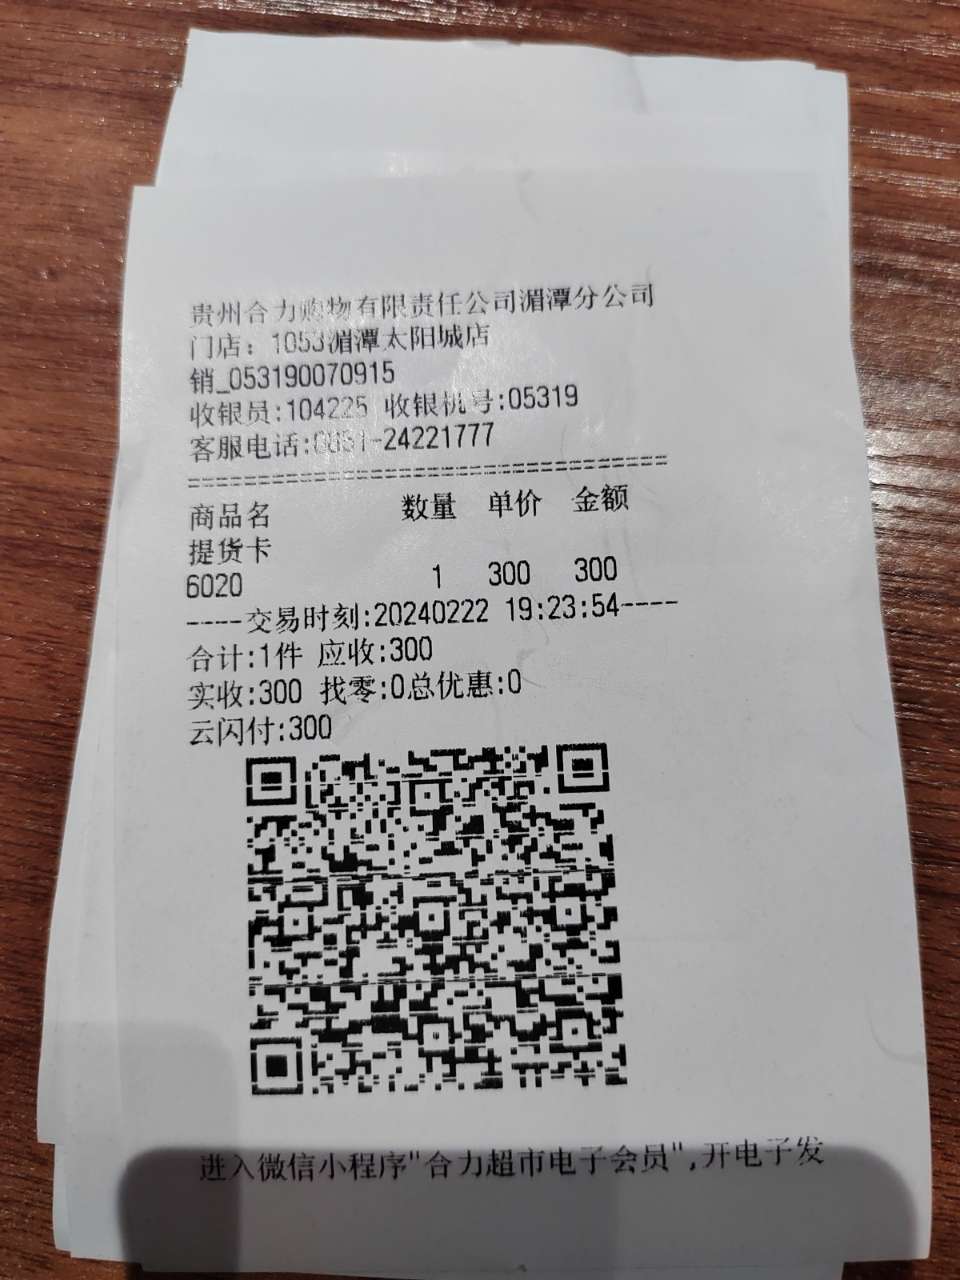 贵州合力购物有限责任公司湄潭分公司
门店：1053湄潭太阳城店
销_053190070915
收银员:104225 收银机号:05319
客服电话:0851-24221777
==================================
商品名 数量 单价 金额
提货卡
6020 1 300 300
----交易时刻:20240222 19:23:54----
合计:1件 应收:300
实收:300 找零:0总优惠:0
云闪付:300
进入微信小程序"合力超市电子会员",开电子发